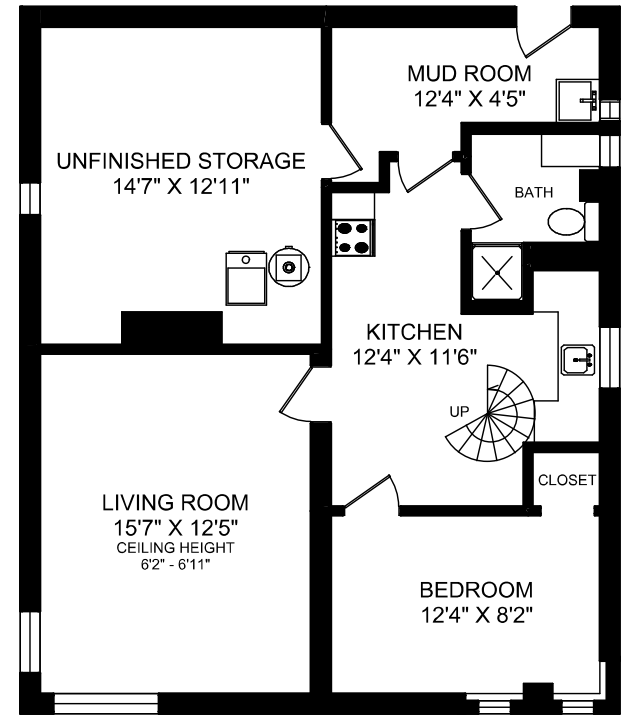 MUD ROOM
12'4" X 4'5"
UNFINISHED STORAGE
14'7" X 12'11"
BATH
KITCHEN
12'4" X 11'6"
UP
CLOSET
LIVING ROOM
15'7" X 12'5"
CEILING HEIGHT
6'2" - 6'11"
BEDROOM
12'4" X 8'2"